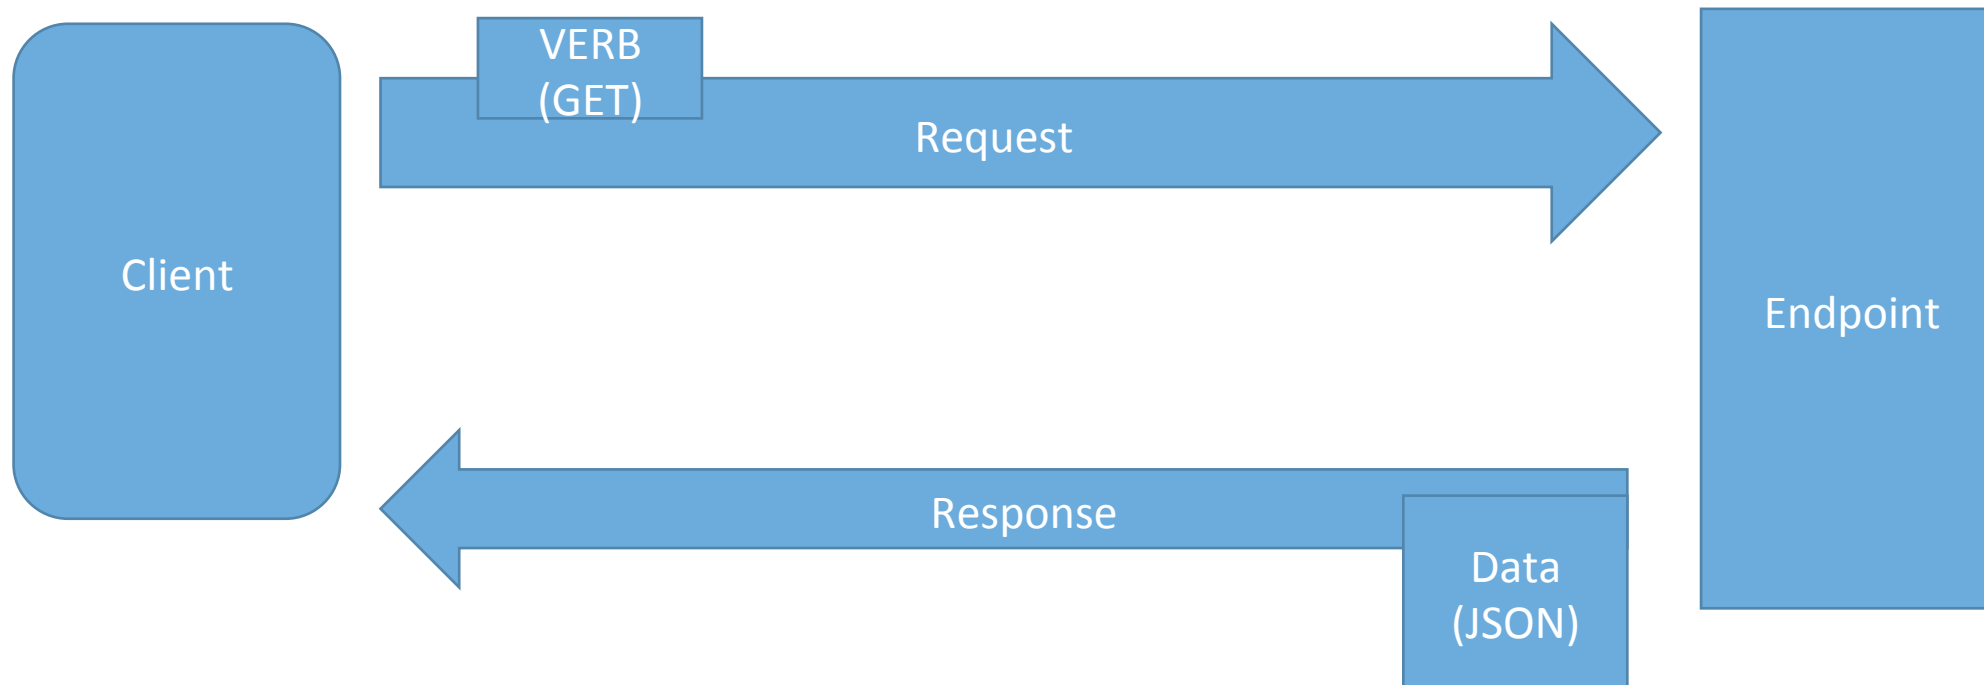 VERB
(GET)
Request
Client
Endpoint
Response
Data
(JSON)